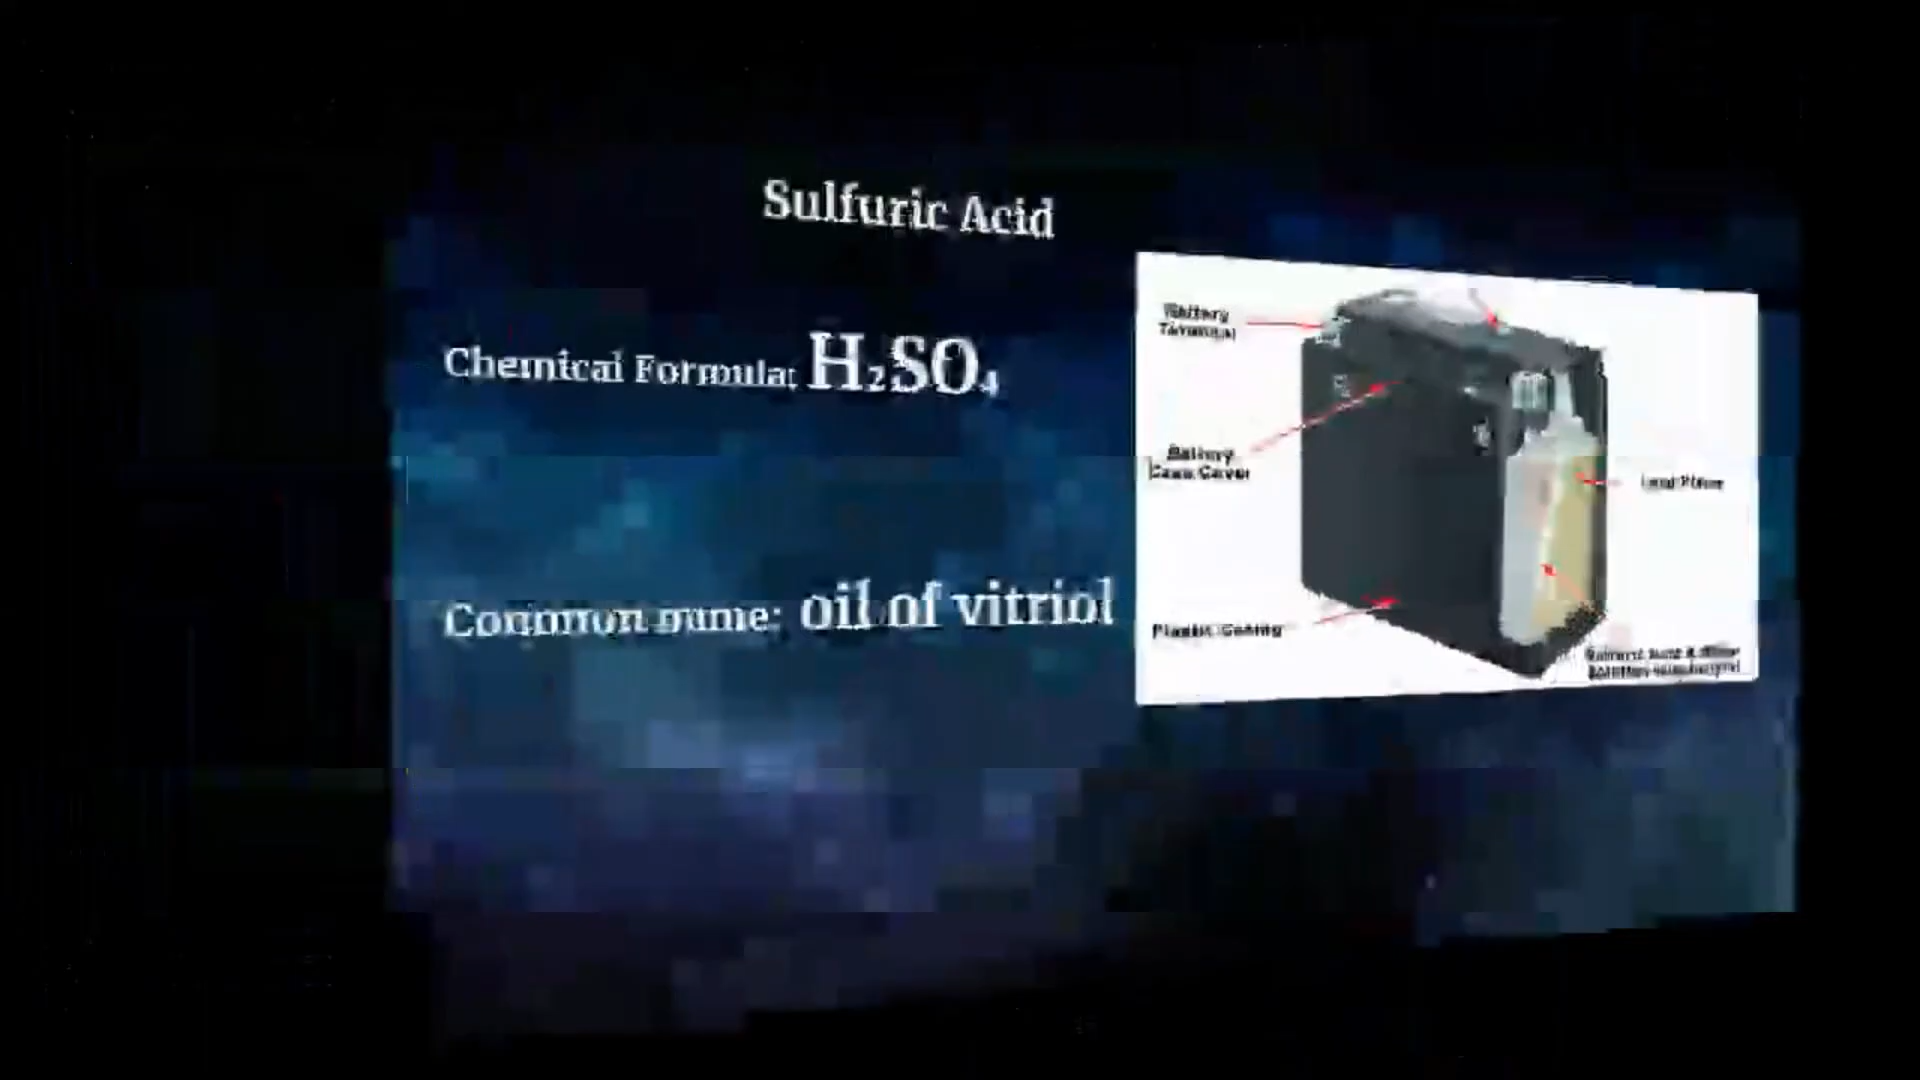 Sulfuric Acid
Chemical Formula: H₂SO₄
Common name: oil of vitriol
Battery
Terminal
Battery
Case Cover
Lead Plates
Plastic Casing